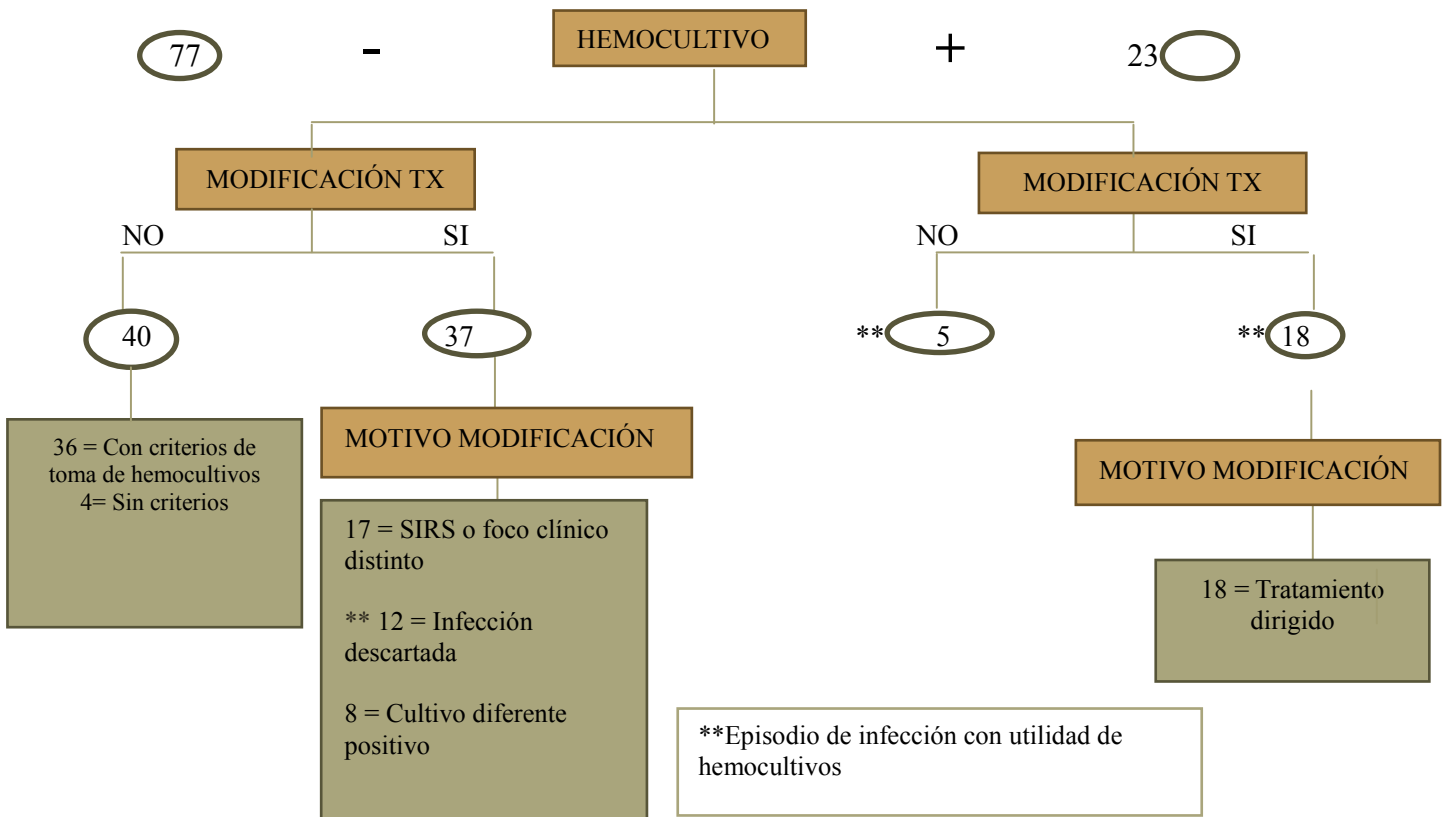 77
-
HEMOCULTIVO
+
23
MODIFICACIÓN TX
MODIFICACIÓN TX
NO
SI
NO
SI
40
37
** 5
** 18
36 = Con criterios de
toma de hemocultivos
4= Sin criterios
MOTIVO MODIFICACIÓN
17 = SIRS o foco clínico
distinto
** 12 = Infección
descartada
8 = Cultivo diferente
positivo
MOTIVO MODIFICACIÓN
18 = Tratamiento
dirigido
**Episodio de infección con utilidad de
hemocultivos